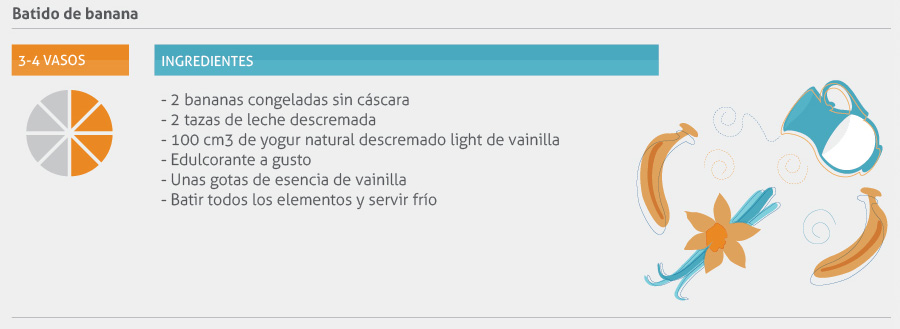 Batido de banana
3-4 VASOS
INGREDIENTES
- 2 bananas congeladas sin cáscara
- 2 tazas de leche descremada
- 100 cm3 de yogur natural descremado light de vainilla
- Edulcorante a gusto
- Unas gotas de esencia de vainilla
- Batir todos los elementos y servir frío